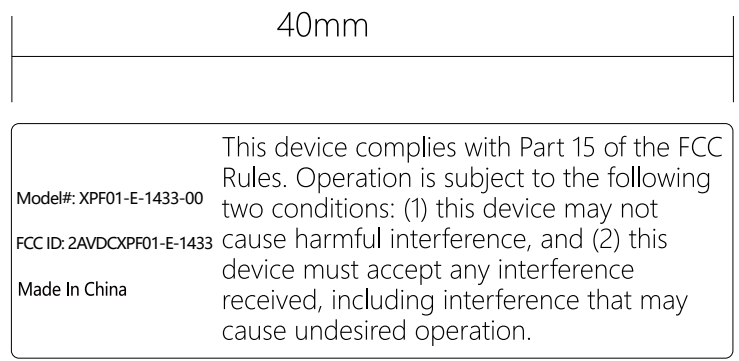 40mm
Model#: XPF01-E-1433-00
FCC ID: 2AVDCXPF01-E-1433
Made In China
This device complies with Part 15 of the FCC
Rules. Operation is subject to the following
two conditions: (1) this device may not
cause harmful interference, and (2) this
device must accept any interference
received, including interference that may
cause undesired operation.